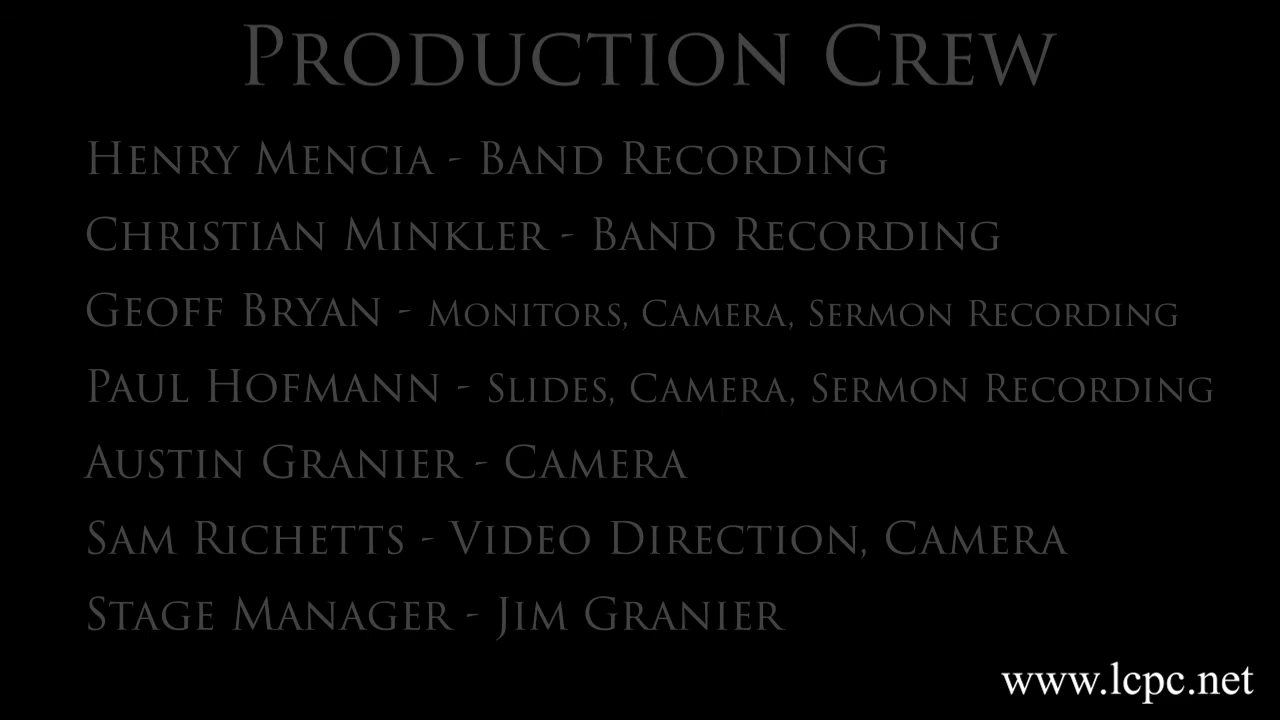 Production Crew
Henry Mencia - Band Recording
Christian Minkler - Band Recording
Geoff Bryan - Monitors, Camera, Sermon Recording
Paul Hofmann - Slides, Camera, Sermon Recording
Austin Granier - Camera
Sam Richetts - Video Direction, Camera
Stage Manager - Jim Granier
www.lcpc.net